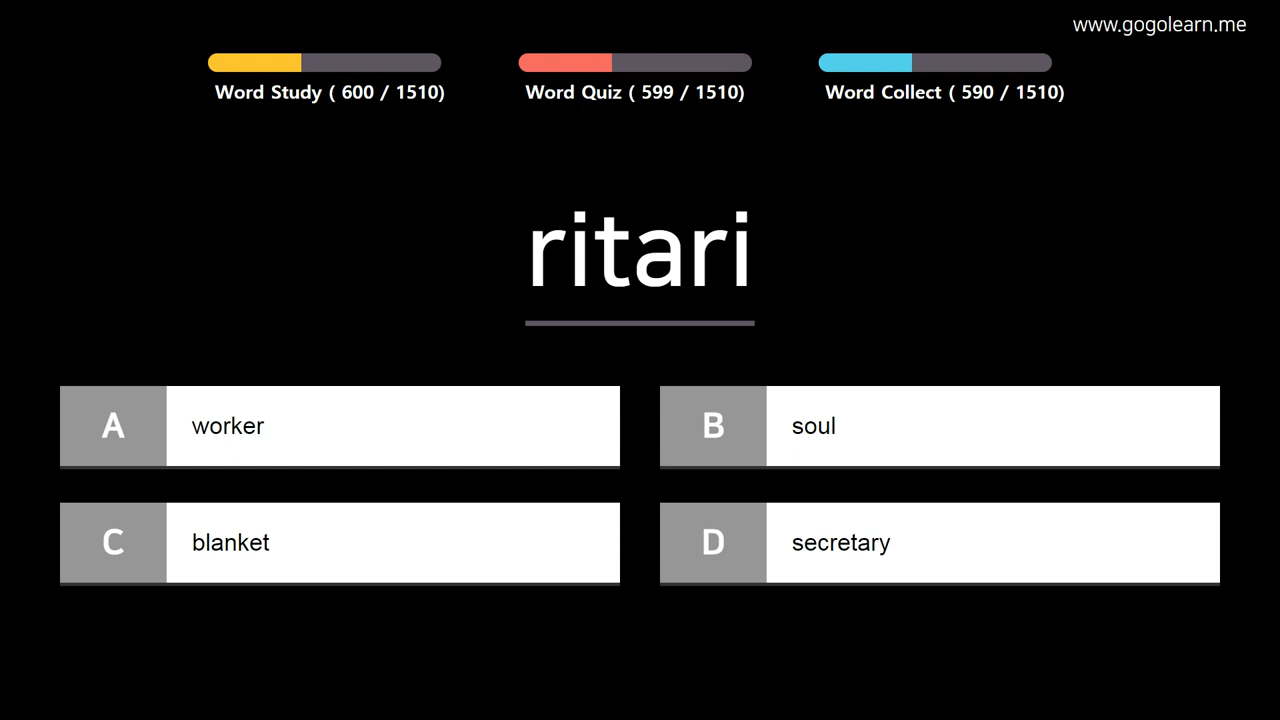 www.gogolearn.me
Word Study ( 600 / 1510)
Word Quiz ( 599 / 1510)
Word Collect ( 590 / 1510)
ritari
A worker
B soul
C blanket
D secretary